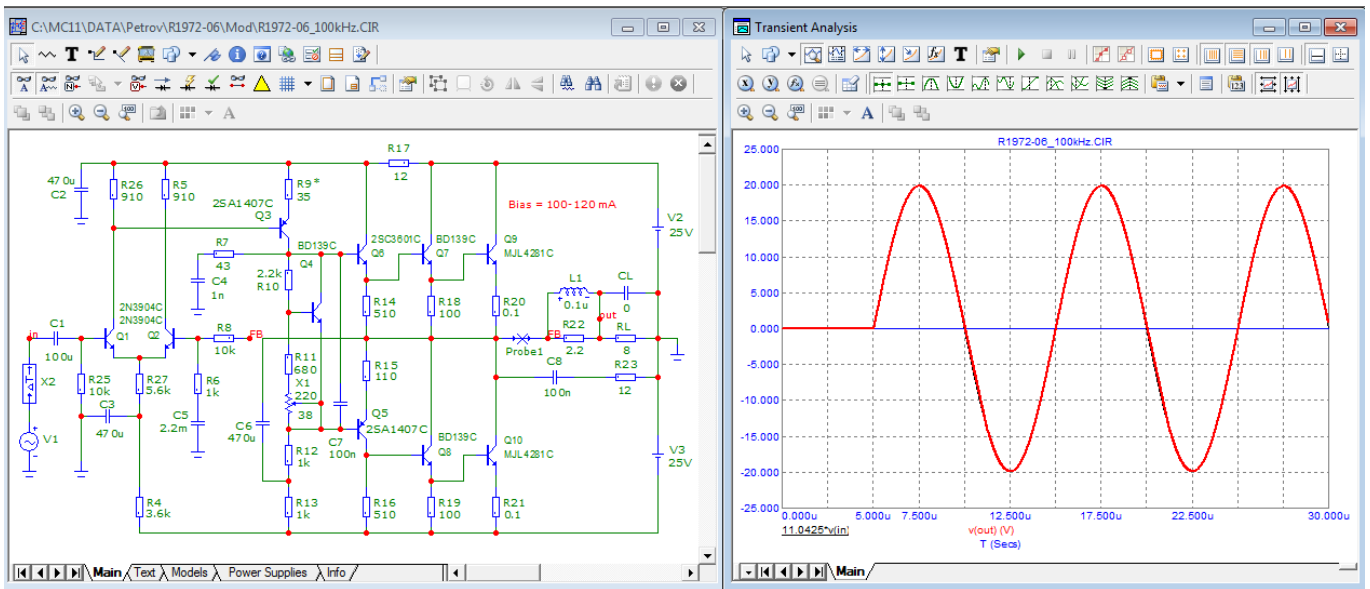 C:\MC11\DATA\Petrov\R1972-06\Mod\R1972-06_100kHz.CIR
R17
12
470u
C2
R26
910
R5
910
R9*
35
2SA1407C
Q3
Bias = 100-120 mA
V2
25V
R7
43
BD139C
Q4
2SC3601C
Q6
BD139C
Q7
Q9
MJL4281C
C4
1n
2.2k
R10
L1
0.1u
CL
0
R14
510
R18
100
R20
0.1
out
2N3904C
2N3904C
in
C1
100u
Q1
Q2
R8
10k
FB
FB
Probe1
R22
2.2
RL
8
X2
R25
10k
R27
5.6k
R6
1k
R11
680
X1
220
38
R15
110
C8
100n
R23
12
C3
470u
C5
2.2m
C6
470u
Q5
2SA1407C
C7
100n
BD139C
Q8
Q10
MJL4281C
V1
R12
1k
V3
25V
R4
3.6k
R13
1k
R16
510
R19
100
R21
0.1
Main Text Models Power Supplies Info
Transient Analysis
R1972-06_100kHz.CIR
25.000
20.000
15.000
10.000
5.000
0.000
-5.000
-10.000
-15.000
-20.000
-25.000
0.000u 5.000u 7.500u 12.500u 17.500u 22.500u 30.000u
11.0425*v(in) v(out) (V)
T (Secs)
Main